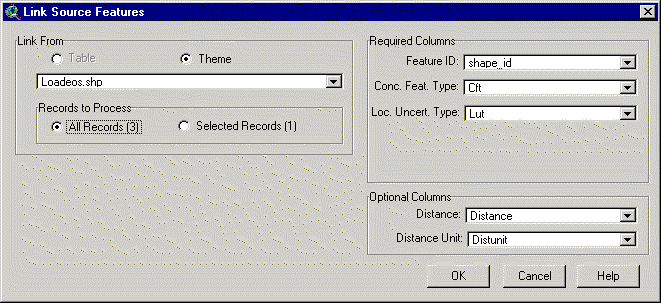 Link Source Features
Link From
Table
Theme
Loadeos.shp
Records to Process
All Records (3)
Selected Records (1)
Required Columns
Feature ID: shape_id
Conc. Feat. Type: Cft
Loc. Uncert. Type: Lut
Optional Columns
Distance: Distance
Distance Unit: Distunit
OK Cancel Help